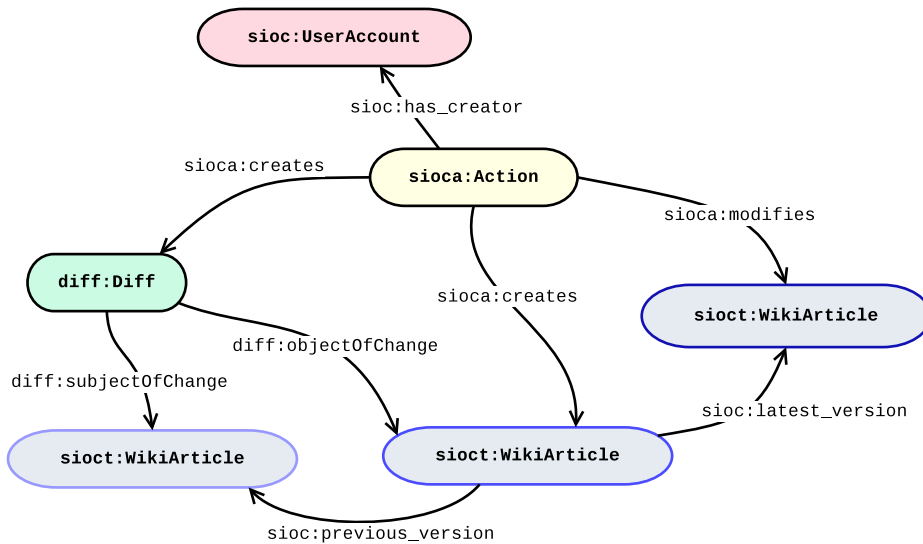 sioc:UserAccount
sioc:has_creator
sioca:creates
sioca:Action
sioca:modifies
diff:Diff
sioca:creates
sioct:WikiArticle
diff:objectOfChange
diff:subjectOfChange
sioc:latest_version
sioct:WikiArticle
sioct:WikiArticle
sioc:previous_version